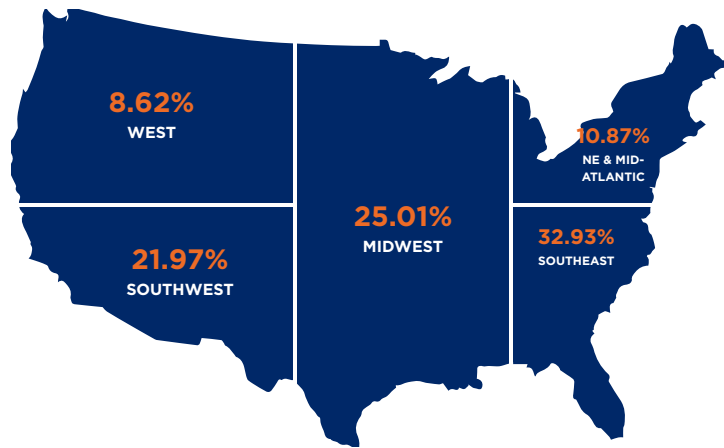 8.62%
WEST
10.87%
NE & MID-
ATLANTIC
25.01%
MIDWEST
32.93%
SOUTHEAST
21.97%
SOUTHWEST